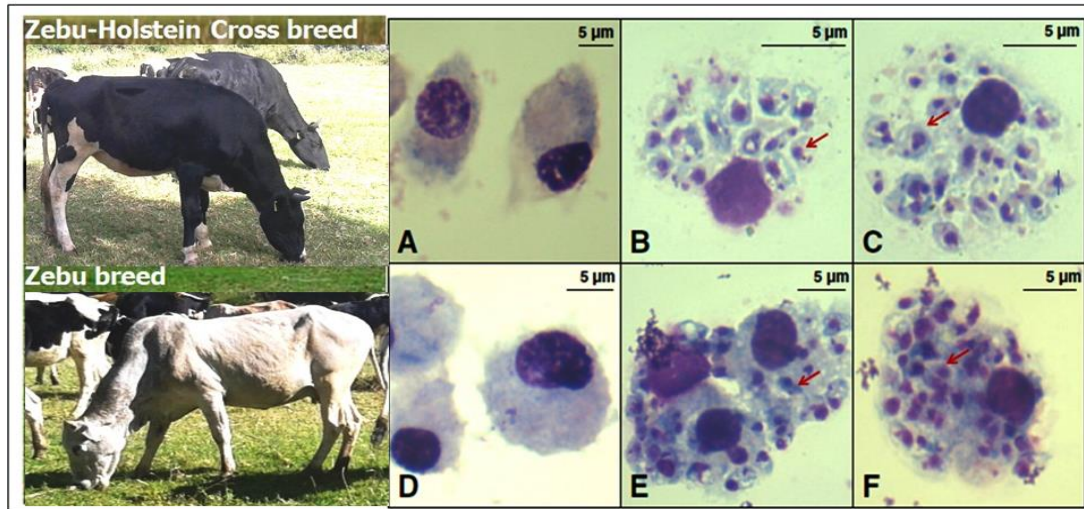 Zebu-Holstein Cross breed
Zebu breed
5 µm
A
5 µm
B
5 µm
C
5 µm
D
5 µm
E
5 µm
F